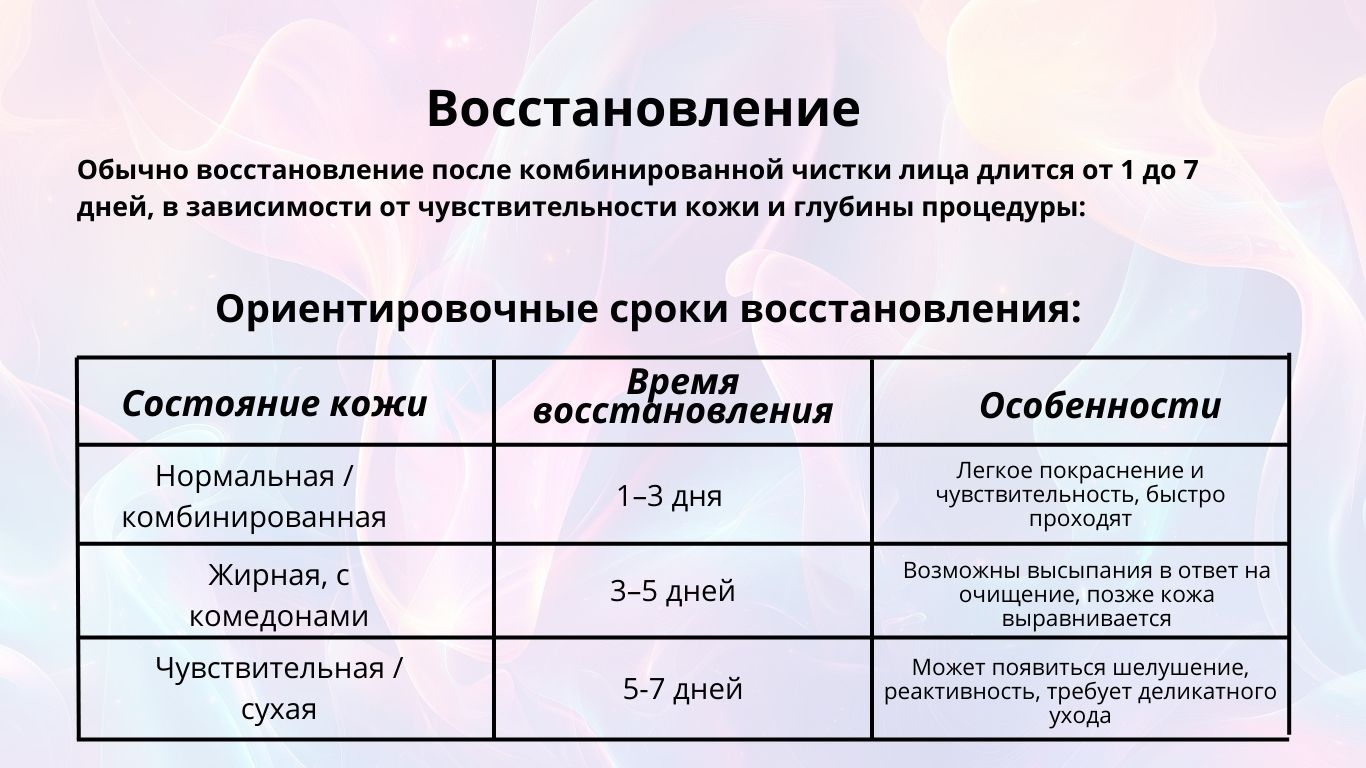 Восстановление
Обычно восстановление после комбинированной чистки лица длится от 1 до 7
дней, в зависимости от чувствительности кожи и глубины процедуры:
Ориентировочные сроки восстановления:
Состояние кожи
Время
восстановления
Особенности
Нормальная /
комбинированная
1–3 дня
Легкое покраснение и
чувствительность, быстро
проходят
Жирная, с
комедонами
3–5 дней
Возможны высыпания в ответ на
очищение, позже кожа
выравнивается
Чувствительная /
сухая
5-7 дней
Может появиться шелушение,
реактивность, требует деликатного
ухода